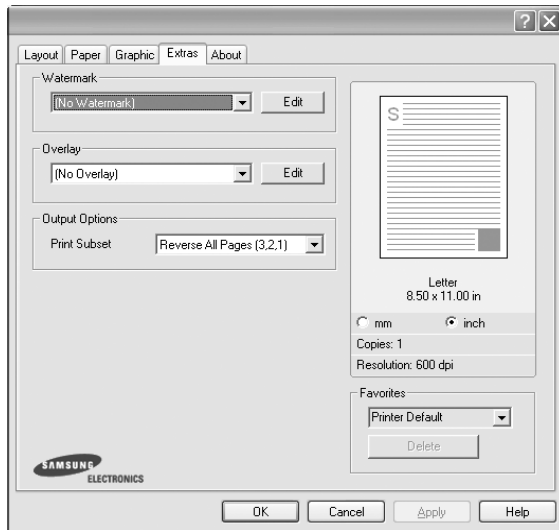 Layout Paper Graphic Extras About
Watermark
(No Watermark) Edit
Overlay
(No Overlay) Edit
Output Options
Print Subset Reverse All Pages (3,2,1)
S
Letter
8.50 x 11.00 in
mm inch
Copies: 1
Resolution: 600 dpi
Favorites
Printer Default
Delete
SAMSUNG
ELECTRONICS
OK Cancel Apply Help